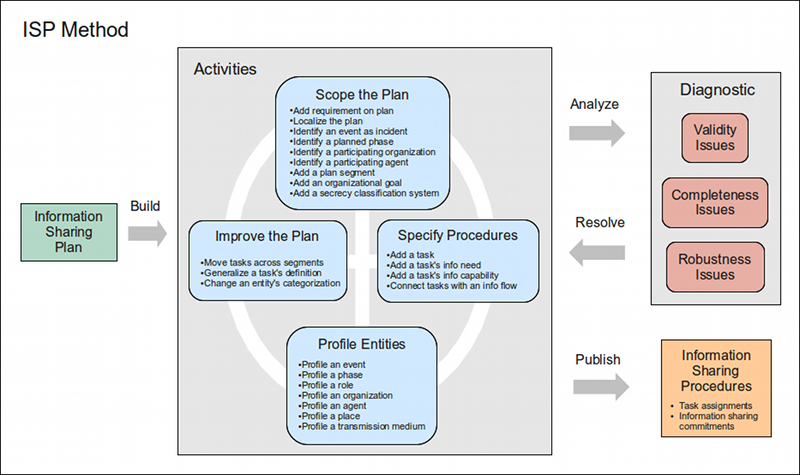 ISP Method
Activities
Scope the Plan
•Add requirement on plan
•Localize the plan
•Identify an event as incident
•Identify a planned phase
•Identify a participating organization
•Identify a participating agent
•Add a plan segment
•Add an organizational goal
•Add a secrecy classification system
Build
Information
Sharing
Plan
Improve the Plan
•Move tasks across segments
•Generalize a task's definition
•Change an entity's categorization
Specify Procedures
•Add a task
•Add a task's info need
•Add a task's info capability
•Connect tasks with an info flow
Profile Entities
•Profile an event
•Profile a phase
•Profile a role
•Profile an organization
•Profile an agent
•Profile a place
•Profile a transmission medium
Analyze
Resolve
Diagnostic
Validity
Issues
Completeness
Issues
Robustness
Issues
Publish
Information
Sharing
Procedures
• Task assignments
• Information sharing
commitments